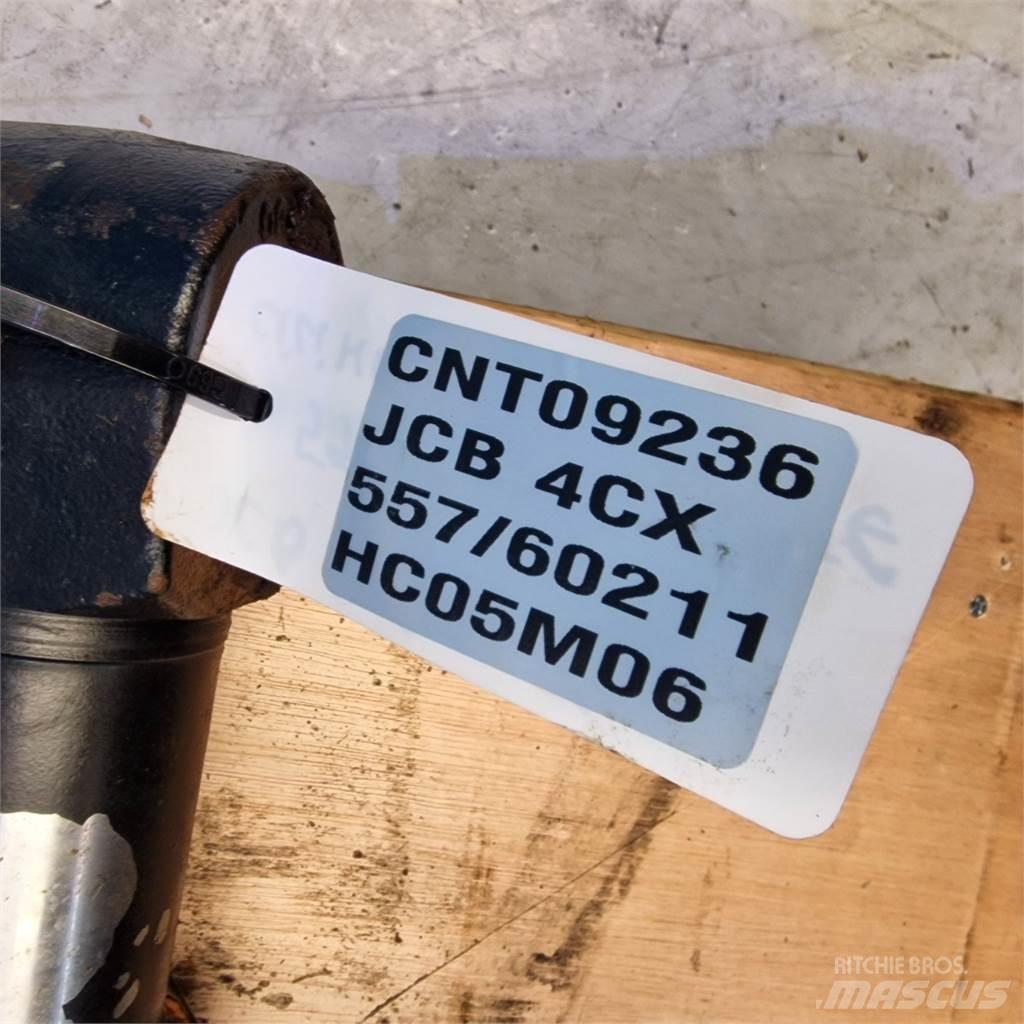 CNT09236
JCB 4CX
557/60211
HC05M06
RITCHIE BROS.
MASCUS